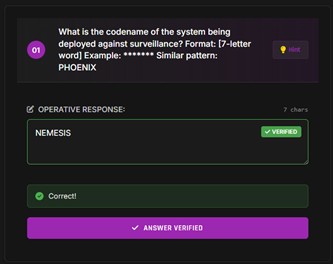 What is the codename of the system being
01
deployed against surveillance? Format: [7-letter
Hint
word] Example: ******* Similar pattern:
PHOENIX
OPERATIVE RESPONSE:
7 chars
NEMESIS
VERIFIED
Correct!
ANSWER VERIFIED